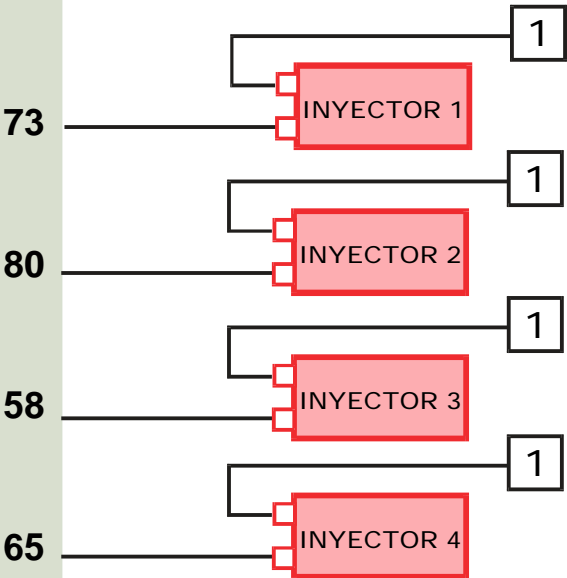 1
INYECTOR 1
73
1
INYECTOR 2
80
1
INYECTOR 3
58
1
INYECTOR 4
65